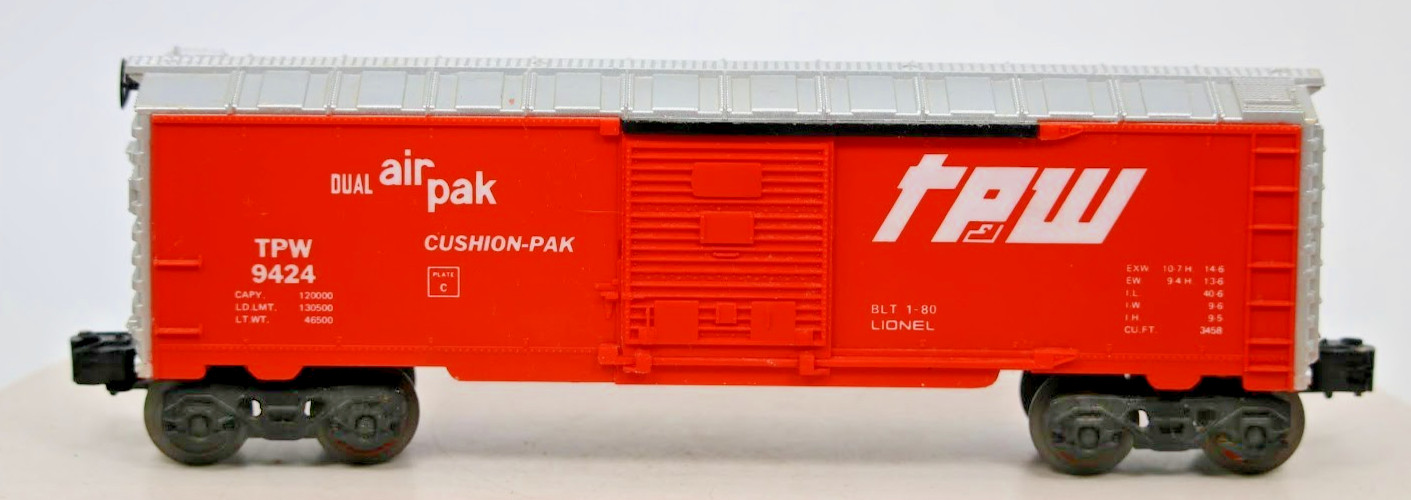 DUAL air
pak
CUSHION-PAK
TPW
9424
CAPY. 120000
LD.LMT. 130500
LT.WT. 46500
PLATE
C
TP&W
BLT 1-80
LIONEL
EXW 10-7 H 14-6
EW 9-4 H 13-6
I.L. 40-6
I.W. 9-6
I.H. 9-5
CU.FT. 3458